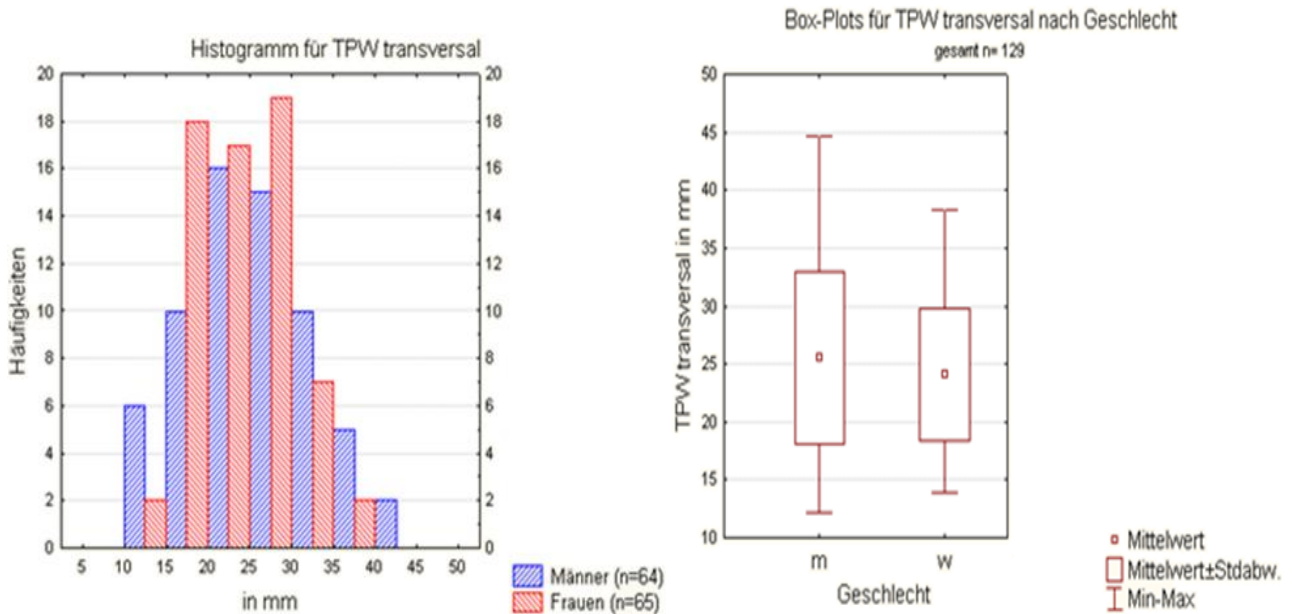 Histogramm für TPW transversal
20
18
16
14
12
10
8
6
4
2
0
Häufigkeiten
20
18
16
14
12
10
8
6
4
2
0
5 10 15 20 25 30 35 40 45 50
in mm
Männer (n=64)
Frauen (n=65)
Box-Plots für TPW transversal nach Geschlecht
gesamt n= 129
50
45
40
35
30
25
20
15
10
TPW transversal in mm
m w
Geschlecht
Mittelwert
Mittelwert±Stdabw.
Min-Max